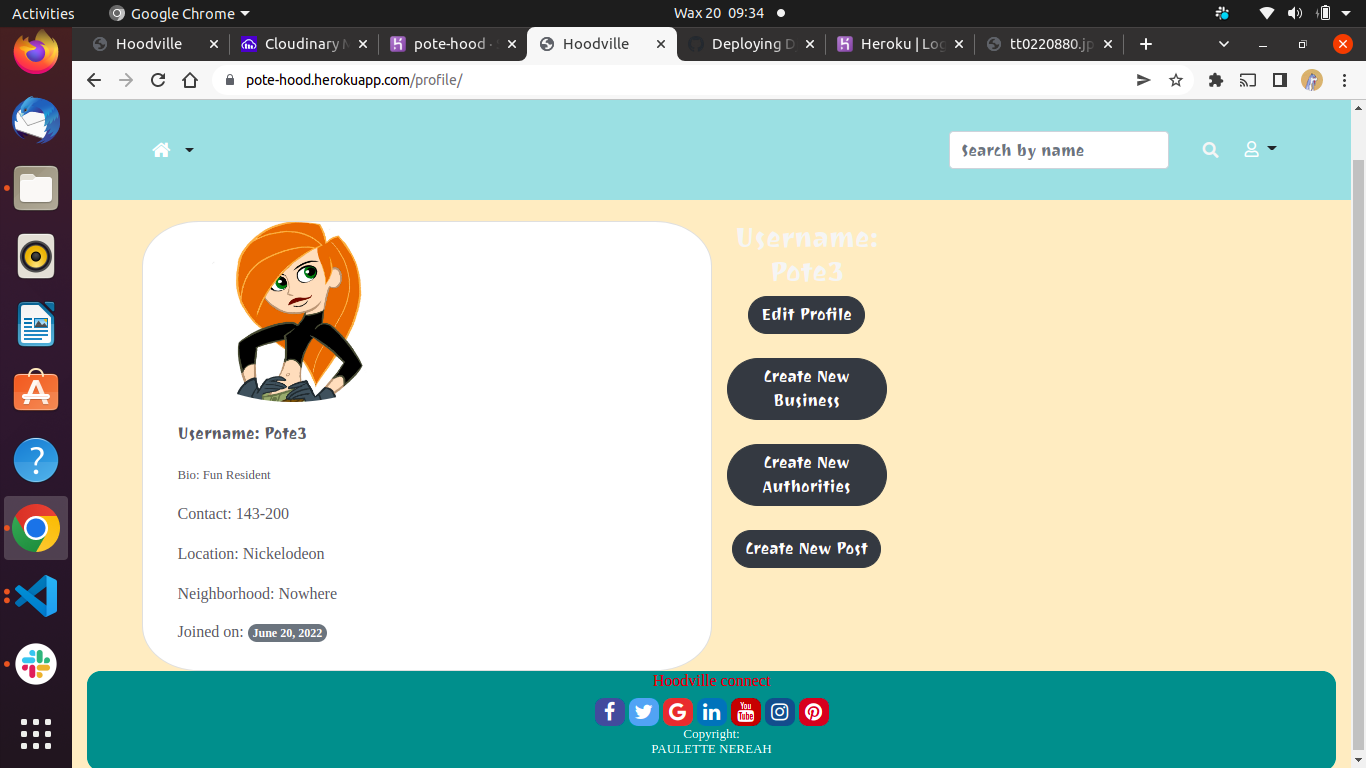 Activities
Google Chrome
Wax 20 09:34
Hoodville
Cloudinary
pote-hood ·
Hoodville
Deploying D
Heroku | Log
tt0220880.jp
pote-hood.herokuapp.com/profile/
Search by name
Username:
Pote3
Edit Profile
Create New
Business
Create New
Authorities
Create New Post
Username: Pote3
Bio: Fun Resident
Contact: 143-200
Location: Nickelodeon
Neighborhood: Nowhere
Joined on: June 20, 2022
Hoodville connect
You
Tube
Copyright:
PAULETTE NEREAH